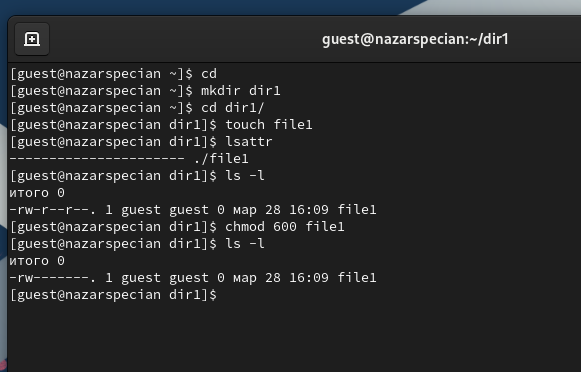 guest@nazarspecian:~/dir1
[guest@nazarspecian ~]$ cd
[guest@nazarspecian ~]$ mkdir dir1
[guest@nazarspecian ~]$ cd dir1/
[guest@nazarspecian dir1]$ touch file1
[guest@nazarspecian dir1]$ lsattr
---------------------- ./file1
[guest@nazarspecian dir1]$ ls -l
итого 0
-rw-r--r--. 1 guest guest 0 мар 28 16:09 file1
[guest@nazarspecian dir1]$ chmod 600 file1
[guest@nazarspecian dir1]$ ls -l
итого 0
-rw-------. 1 guest guest 0 мар 28 16:09 file1
[guest@nazarspecian dir1]$